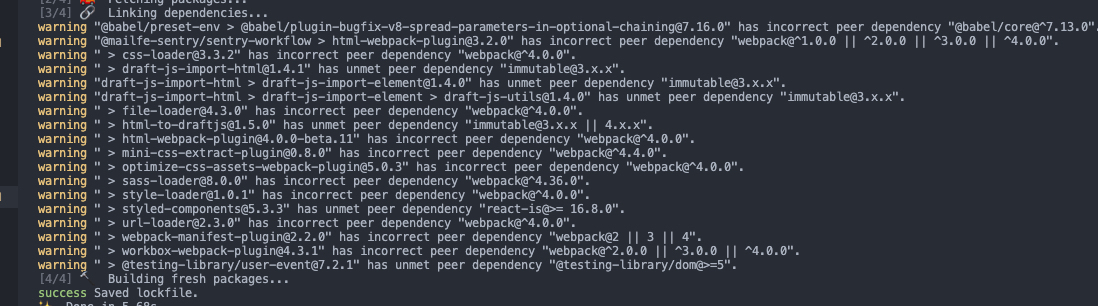 [2/4] Fetching packages...
[3/4] Linking dependencies...
warning "@babel/preset-env > @babel/plugin-bugfix-v8-spread-parameters-in-optional-chaining@7.16.0" has incorrect peer dependency "@babel/core@^7.13.0"
warning "@mailfe-sentry/sentry-workflow > html-webpack-plugin@3.2.0" has incorrect peer dependency "webpack@^1.0.0 || ^2.0.0 || ^3.0.0 || ^4.0.0".
warning " > css-loader@3.3.2" has incorrect peer dependency "webpack@^4.0.0".
warning " > draft-js-import-html@1.4.1" has unmet peer dependency "immutable@3.x.x".
warning "draft-js-import-html > draft-js-import-element@1.4.0" has unmet peer dependency "immutable@3.x.x".
warning "draft-js-import-html > draft-js-import-element > draft-js-utils@1.4.0" has unmet peer dependency "immutable@3.x.x".
warning " > file-loader@4.3.0" has incorrect peer dependency "webpack@^4.0.0".
warning " > html-to-draftjs@1.5.0" has unmet peer dependency "immutable@3.x.x || 4.x.x".
warning " > html-webpack-plugin@4.0.0-beta.11" has incorrect peer dependency "webpack@^4.0.0".
warning " > mini-css-extract-plugin@0.8.0" has incorrect peer dependency "webpack@^4.4.0".
warning " > optimize-css-assets-webpack-plugin@5.0.3" has incorrect peer dependency "webpack@^4.0.0".
warning " > sass-loader@8.0.0" has incorrect peer dependency "webpack@^4.36.0".
warning " > style-loader@1.0.1" has incorrect peer dependency "webpack@^4.0.0".
warning " > styled-components@5.3.3" has unmet peer dependency "react-is@>= 16.8.0".
warning " > url-loader@2.3.0" has incorrect peer dependency "webpack@^4.0.0".
warning " > webpack-manifest-plugin@2.2.0" has incorrect peer dependency "webpack@2 || 3 || 4".
warning " > workbox-webpack-plugin@4.3.1" has incorrect peer dependency "webpack@^2.0.0 || ^3.0.0 || ^4.0.0".
warning " > @testing-library/user-event@7.2.1" has unmet peer dependency "@testing-library/dom@>=5".
[4/4] Building fresh packages...
success Saved lockfile.
Done in 5.68s